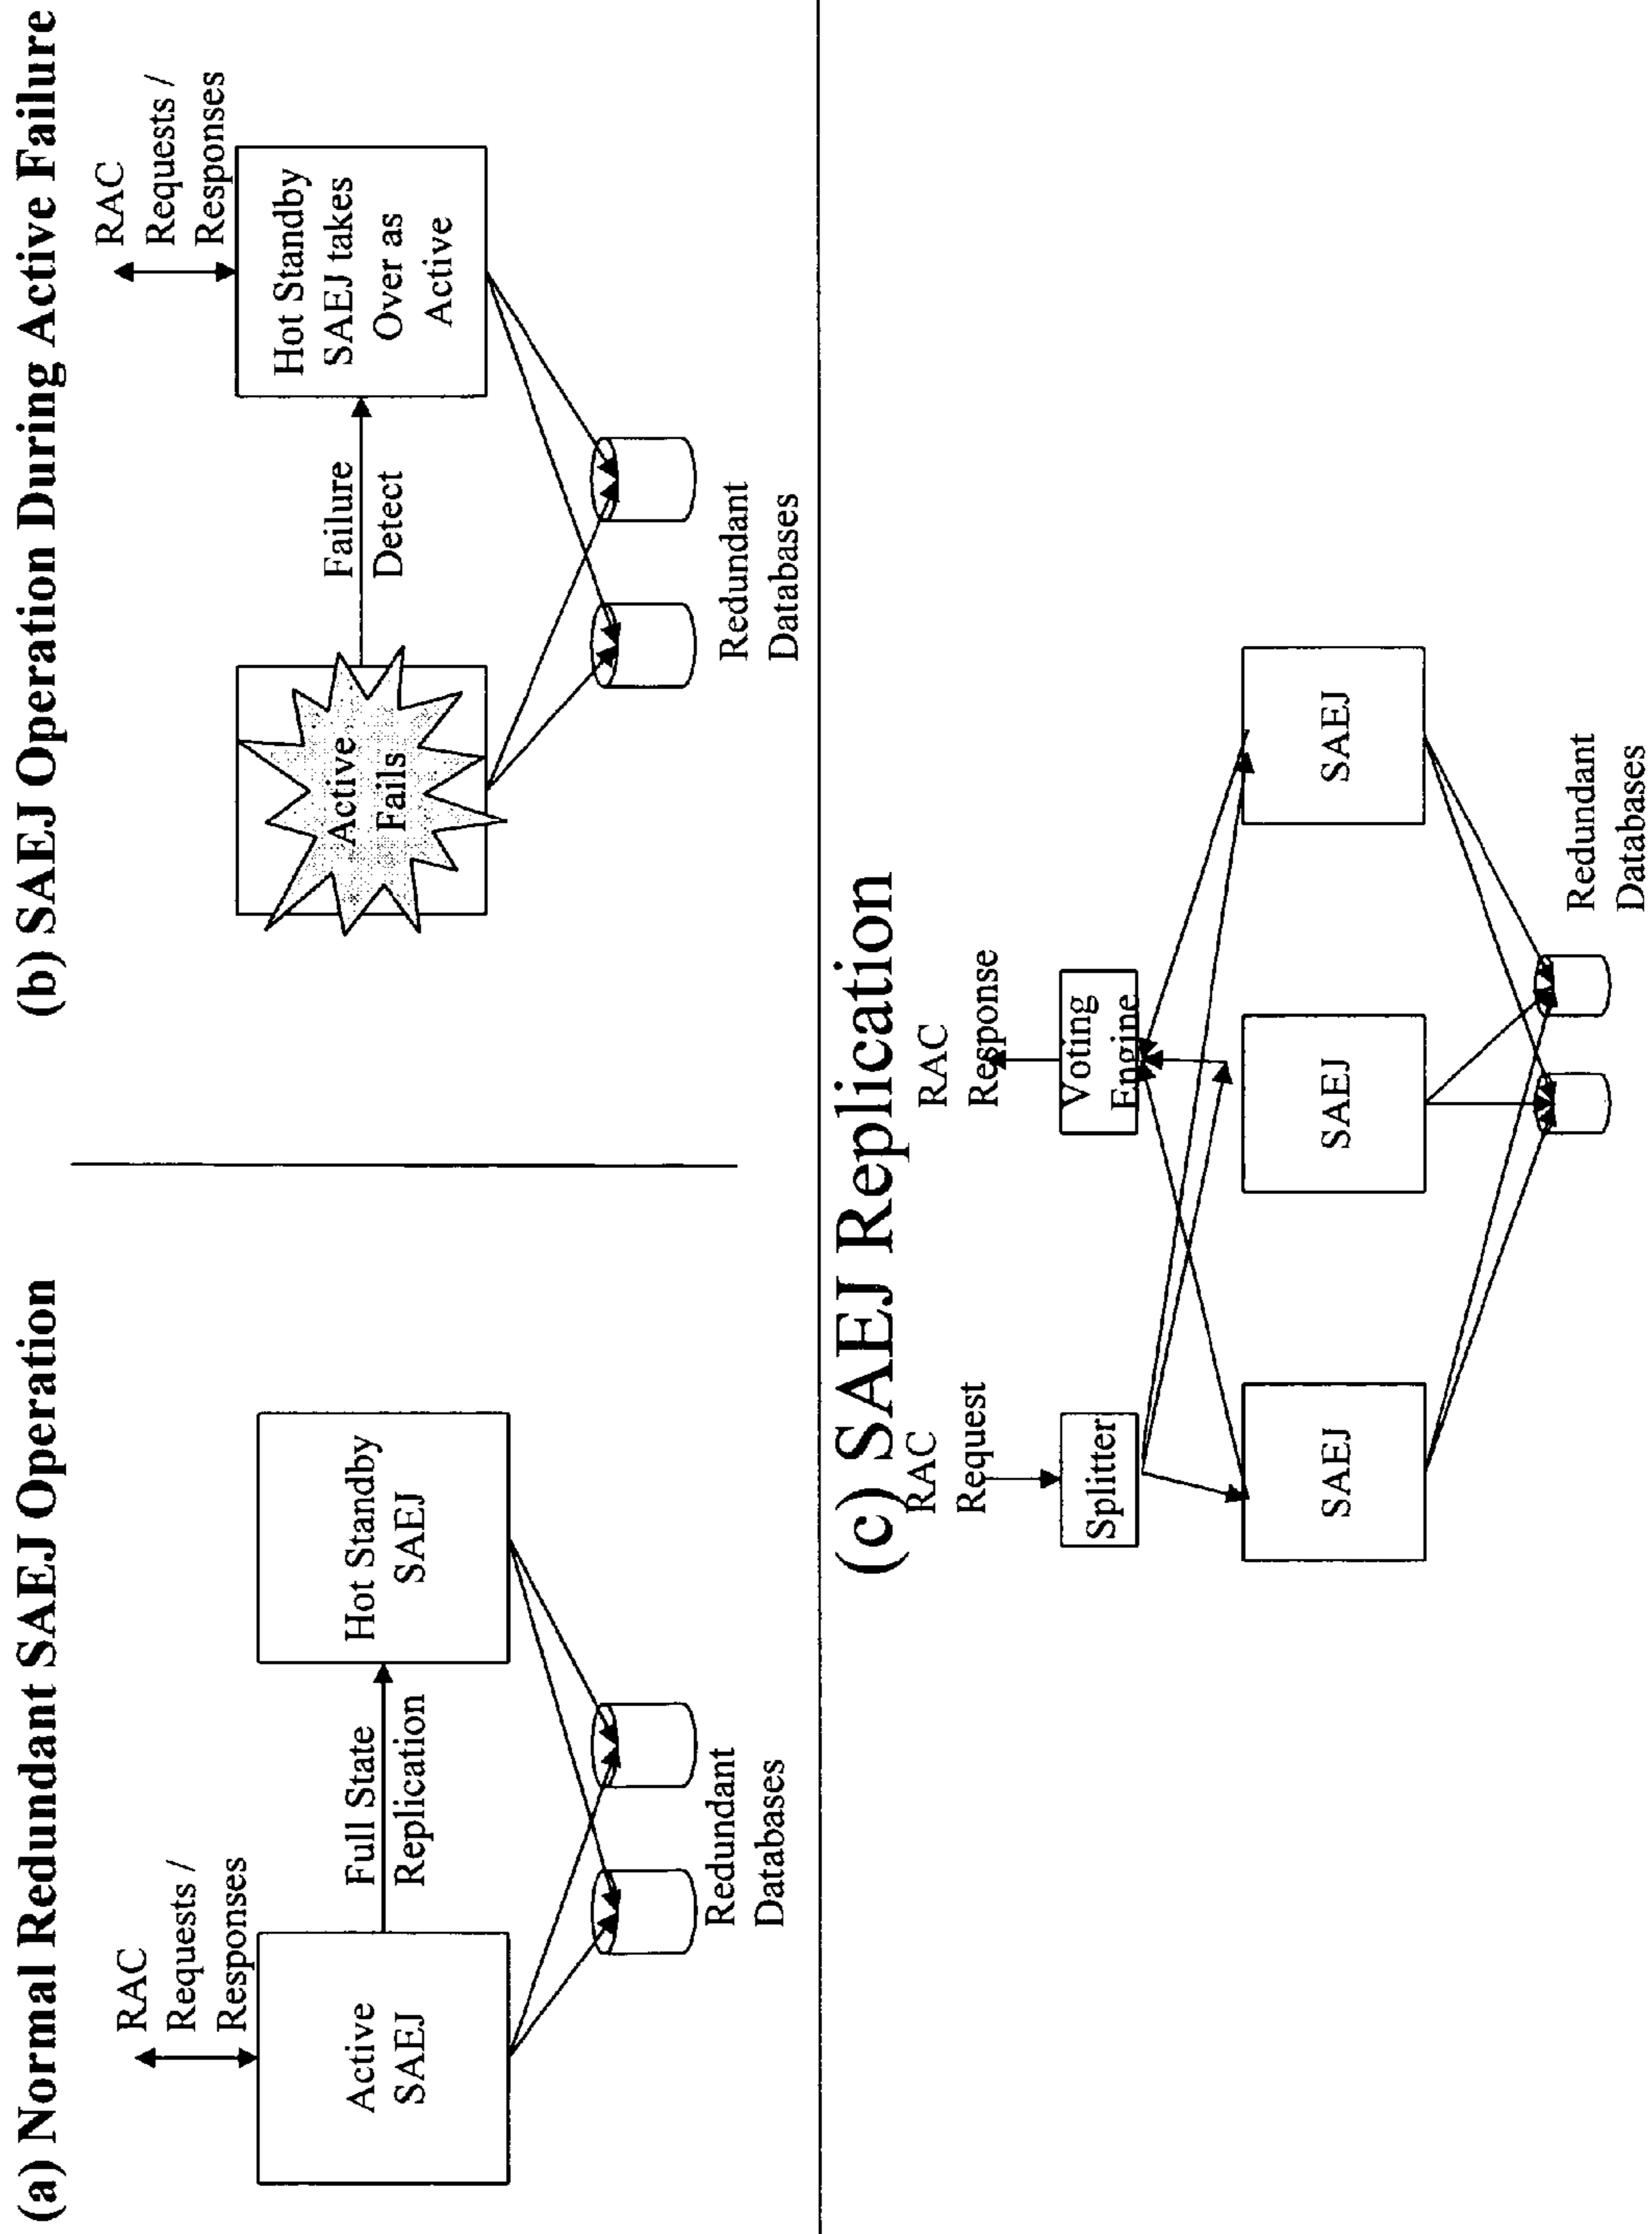 (a) Normal Redundant SAEJ Operation
RAC
Requests /
Responses
Active
SAEJ
Full State
Replication
Hot Standby
SAEJ
Redundant
Databases
(b) SAEJ Operation During Active Failure
Active
Fails
Failure
Detect
RAC
Requests /
Responses
Hot Standby
SAEJ takes
Over as
Active
Redundant
Databases
(c) SAEJ Replication
RAC
Request
Splitter
RAC
Response
Voting
Engine
SAEJ
SAEJ
SAEJ
Redundant
Databases